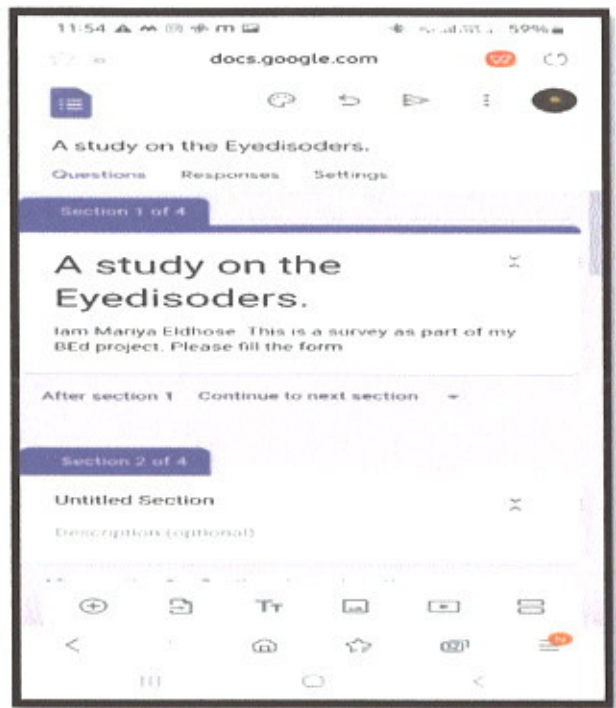 11:54
59%
docs.google.com
A study on the Eyedisoders.
Questions Responses Settings
Section 1 of 4
A study on the
Eyedisoders.
Iam Mariya Eldhose. This is a survey as part of my
BEd project. Please fill the form
After section 1 Continue to next section
Section 2 of 4
Untitled Section
Description (optional)
Tт
N